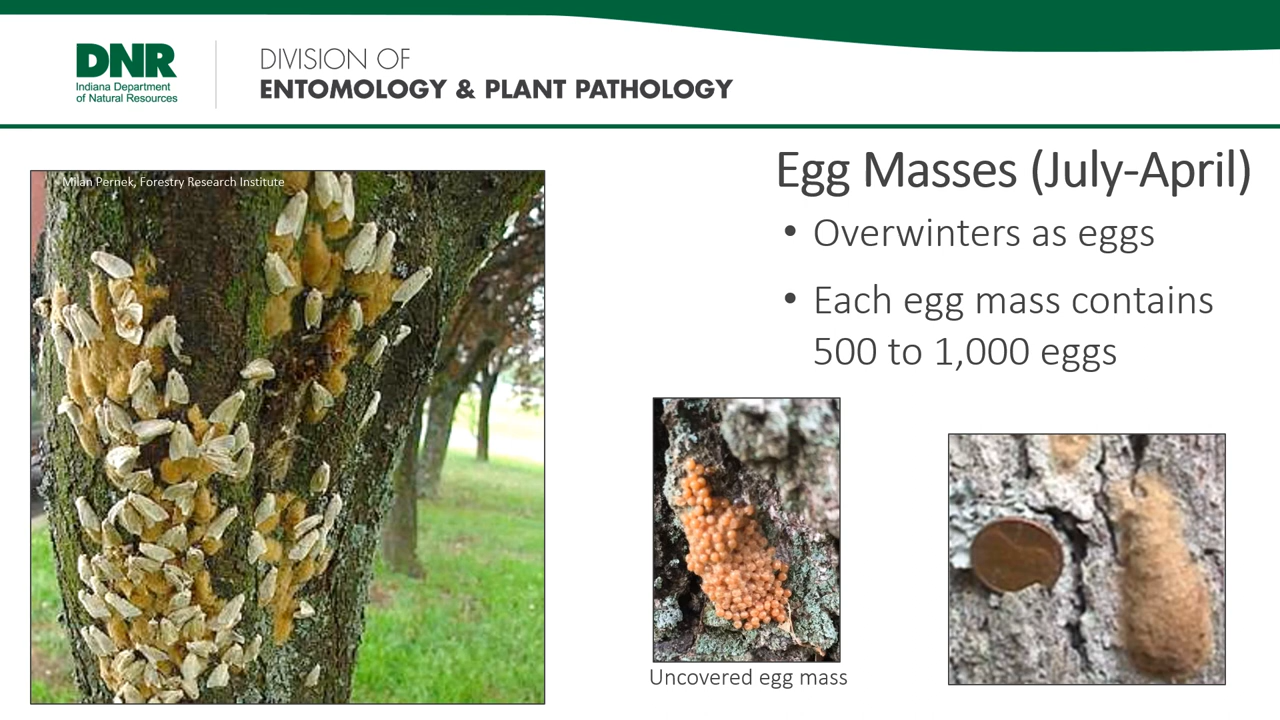 DNR
Indiana Department
of Natural Resources
DIVISION OF
ENTOMOLOGY & PLANT PATHOLOGY
Milan Pernek, Forestry Research Institute
Egg Masses (July-April)
• Overwinters as eggs
• Each egg mass contains
500 to 1,000 eggs
Uncovered egg mass